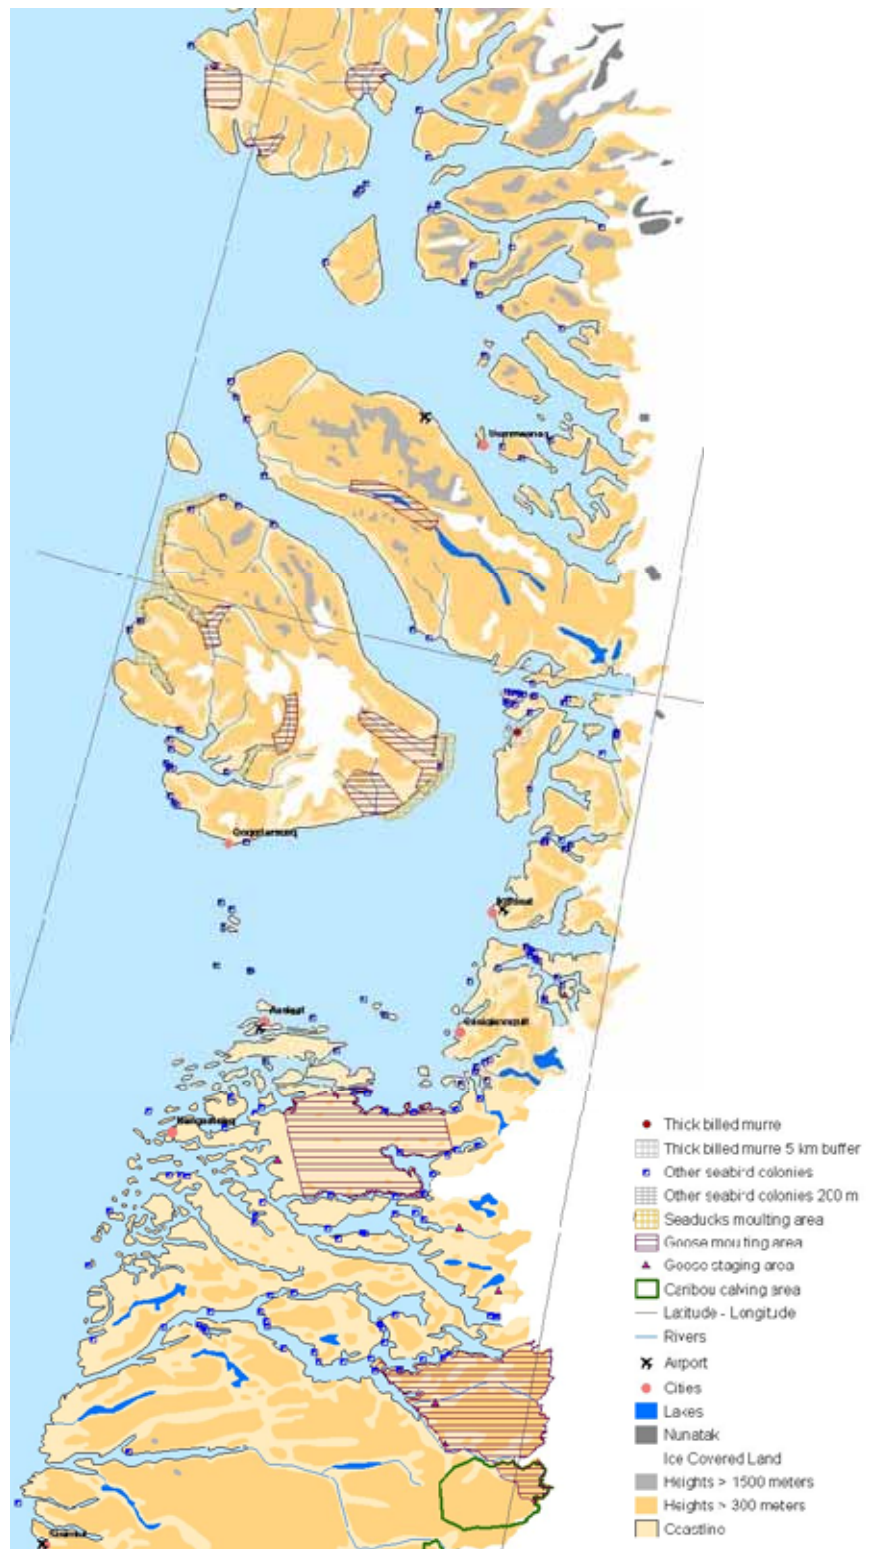 Thick billed murre
Thick billed murre 5 km buffer
Other seabird colonies
Other seabird colonies 200 m
Seaducks moulting area
Goose moulting area
Goose staging area
Caribou calving area
Latitude - Longitude
Rivers
Airport
Cities
Lakes
Nunatak
Ice Covered Land
Heights > 1500 meters
Heights > 300 meters
Coastline